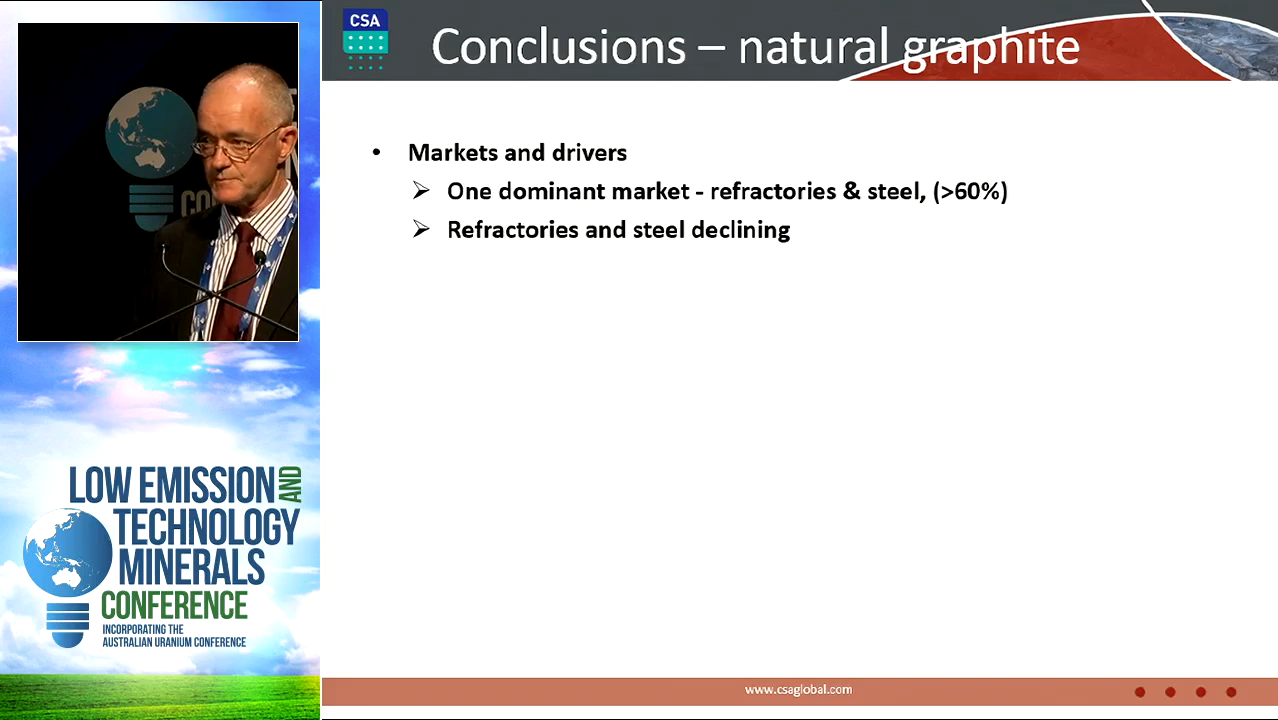 CSA
Conclusions – natural graphite
• Markets and drivers
➢ One dominant market - refractories & steel, (>60%)
➢ Refractories and steel declining
LOW EMISSION AND
TECHNOLOGY
MINERALS
CONFERENCE
INCORPORATING THE
AUSTRALIAN URANIUM CONFERENCE
www.csaglobal.com